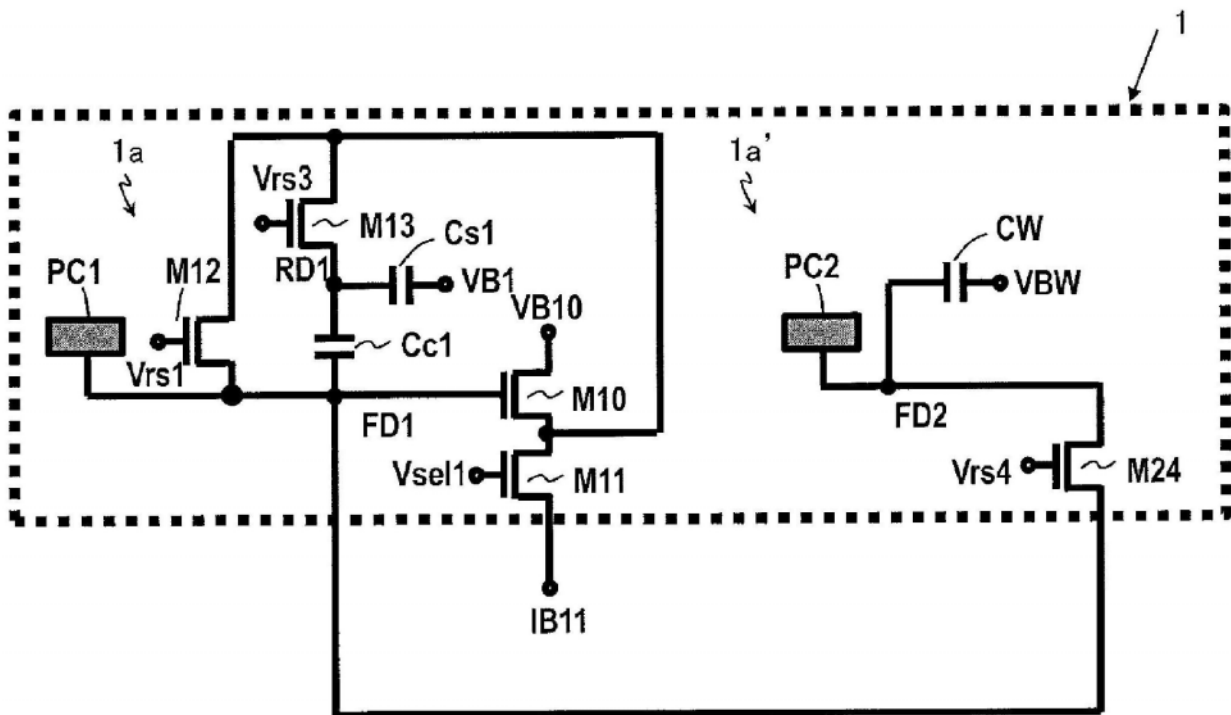 1
1a
1a'
Vrs3
M13
Cs1
CW
PC1
M12
RD1
VB1
PC2
VBW
VB10
Vrs1
Cc1
FD1
M10
FD2
Vsel1
M11
Vrs4
M24
IB11